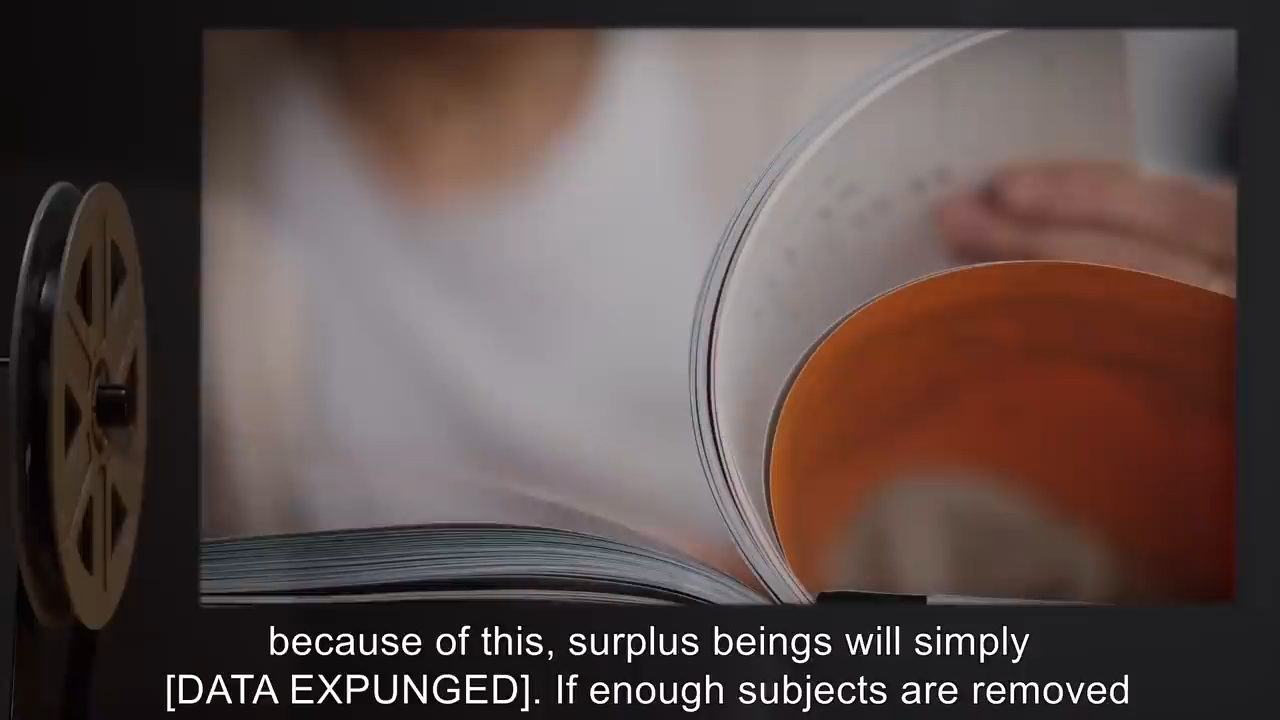 because of this, surplus beings will simply
[DATA EXPUNGED]. If enough subjects are removed